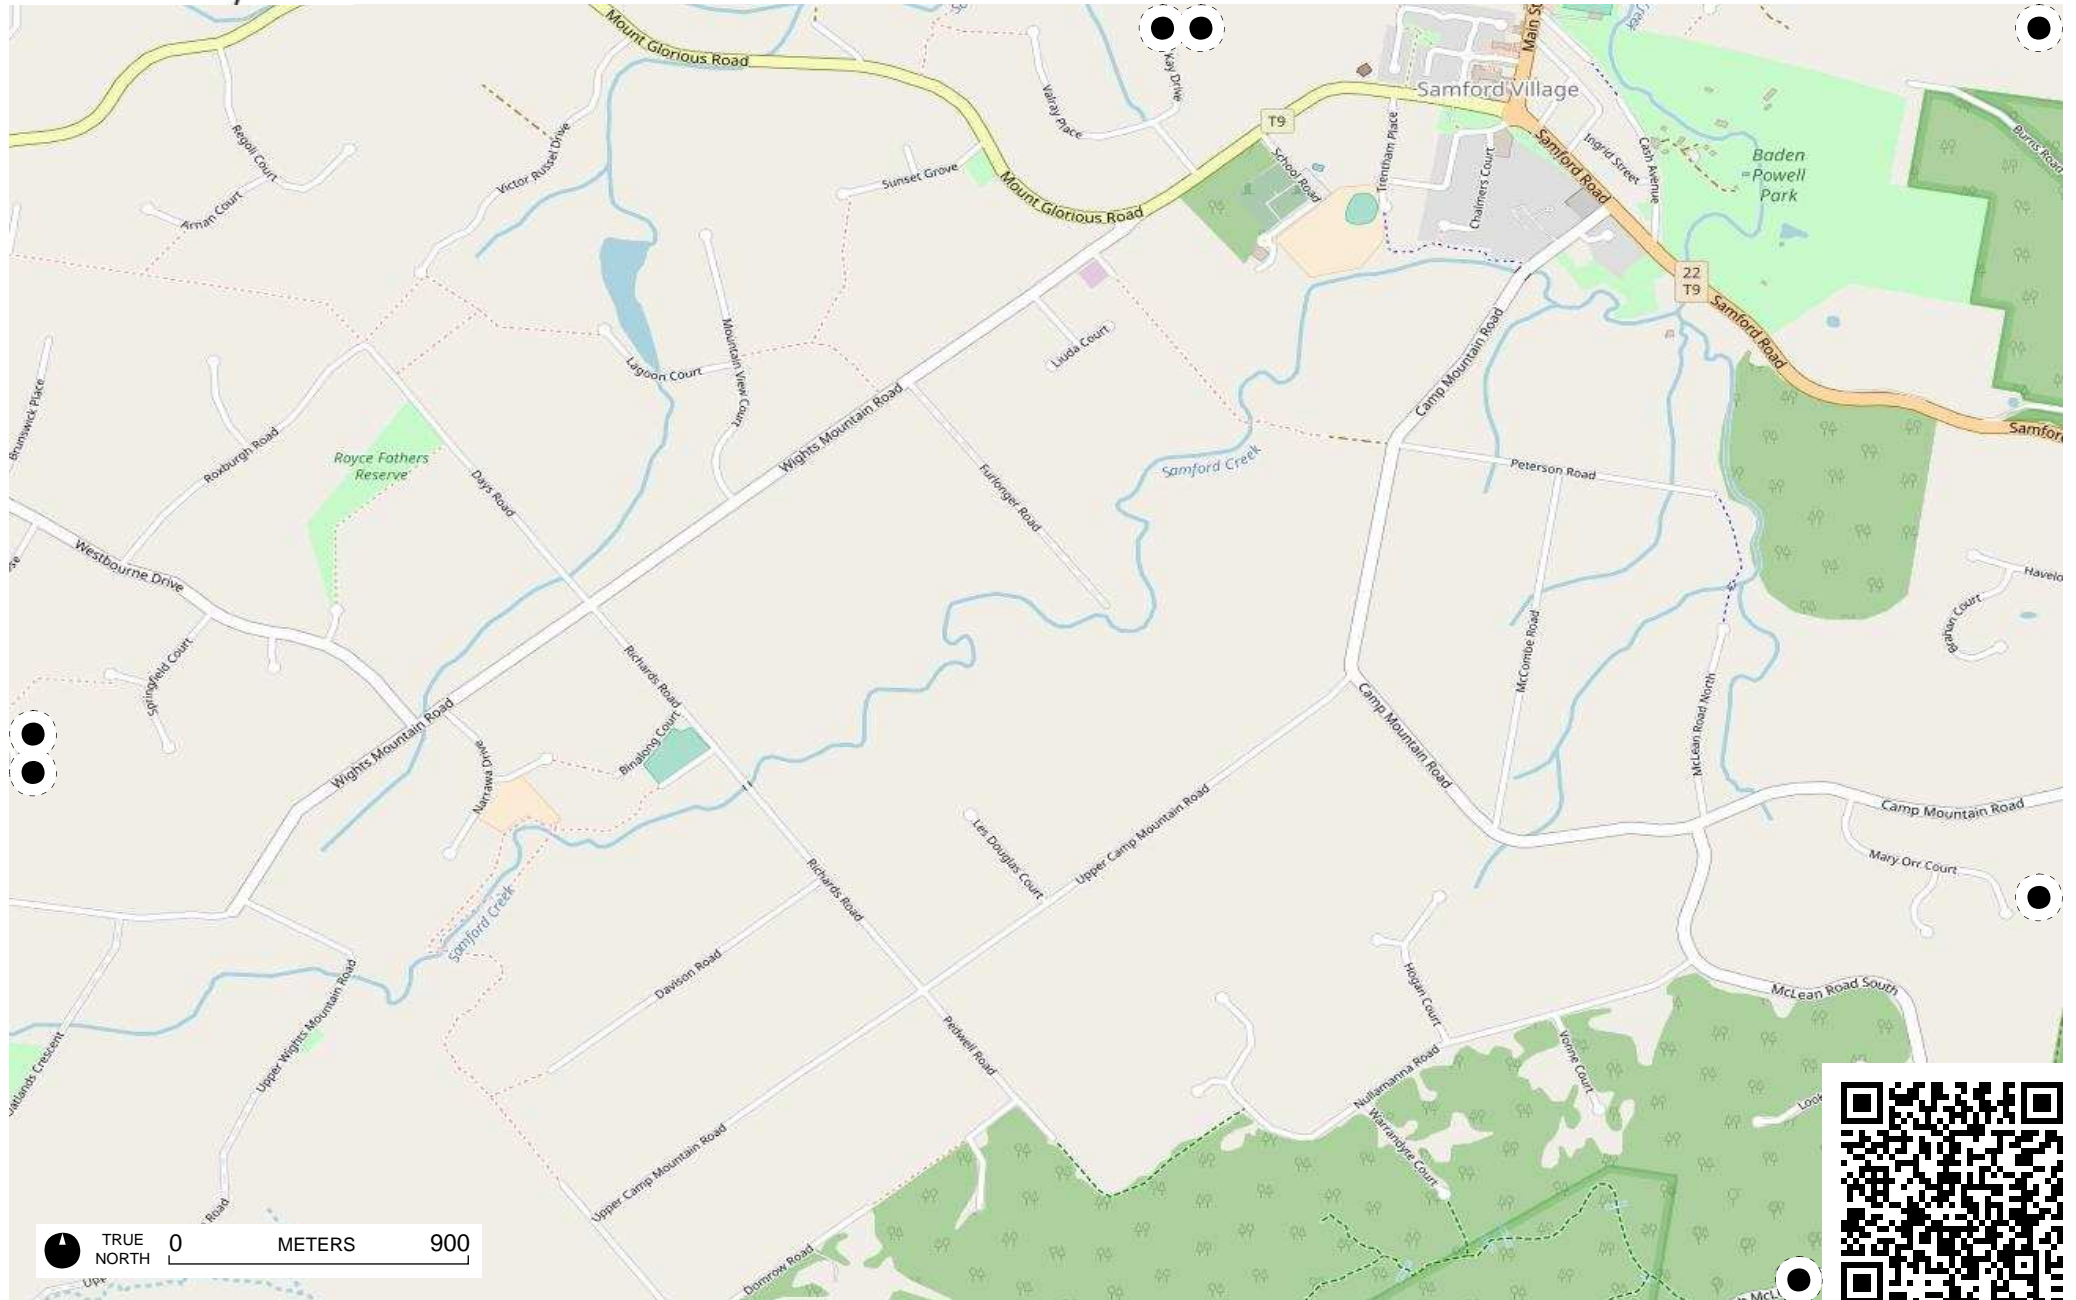 Mount Glorious Road
Main St
Kay Drive
Samford Village
Valray Place
T9
Regoli Court
Victor Russel Drive
Sunset Grove
School Road
Trentham Place
Chalmers Court
Samford Road
Ingrid Street
Cash Avenue
Baden
Powell
Park
Burns Road
Arnan Court
Mount Glorious Road
22
T9
Samford Road
Mountain View Court
Liuda Court
Lagoon Court
Camp Mountain Road
Brunswick Place
Wights Mountain Road
Samford
Royce Fathers
Reserve
Roxburgh Road
Days Road
Furlonger Road
Samford Creek
Peterson Road
Westbourne Drive
Brahan Court
Springfield Court
Richards Road
McCombe Road
McLean Road North
Camp Mountain Road
Wights Mountain Road
Binalong Court
Narrawa Drive
Upper Camp Mountain Road
Camp Mountain Road
Les Douglas Court
Mary Orr Court
Richards Road
Samford Creek
Davison Road
Hogan Court
McLean Road South
Upper Wights Mountain Road
Pedwell Road
Nullamanna Road
Vonne Court
Warrandyte Court
Upper Camp Mountain Road
Road
Domrow Road
TRUE
NORTH
0 METERS 900